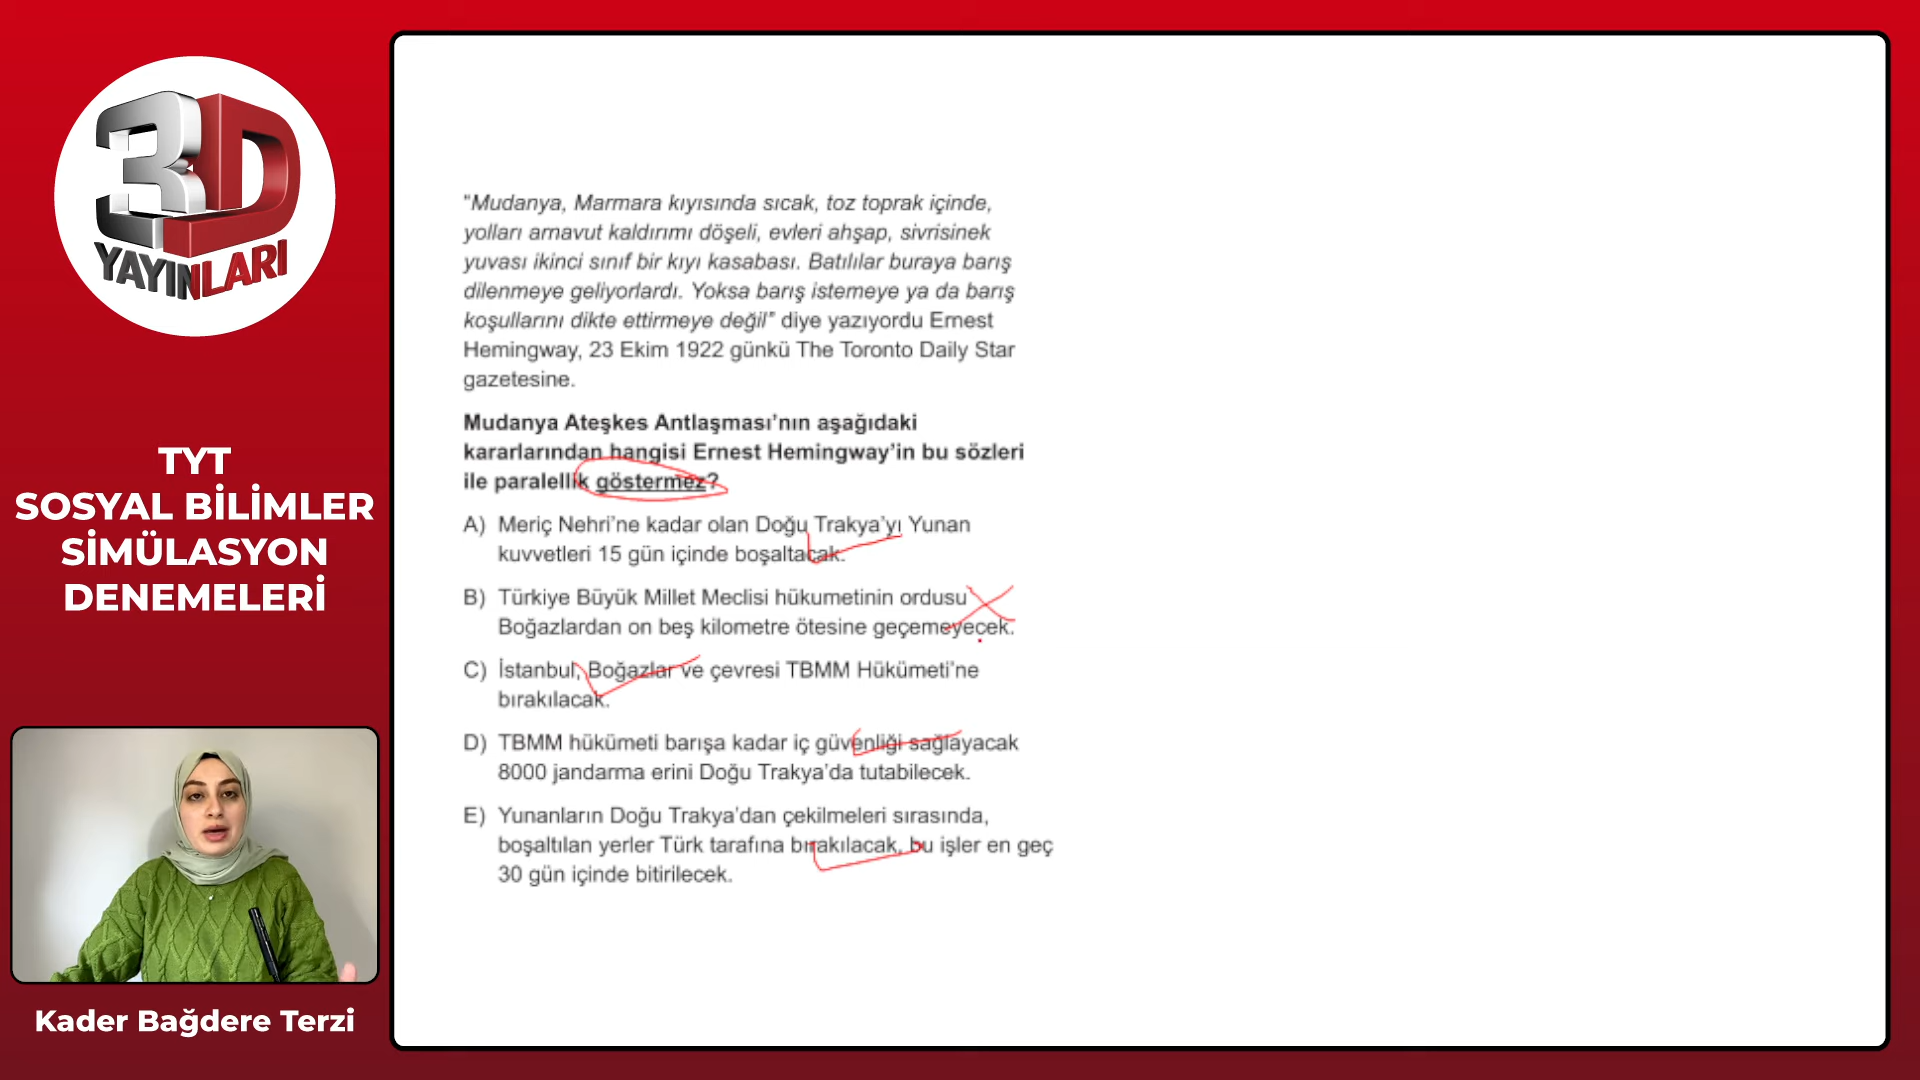 3D
YAYINLARI
TYT
SOSYAL BİLİMLER
SİMÜLASYON
DENEMELERİ
Kader Bağdere Terzi
“Mudanya, Marmara kıyısında sıcak, toz toprak içinde,
yolları arnavut kaldırımı döşeli, evleri ahşap, sivrisinek
yuvası ikinci sınıf bir kıyı kasabası. Batılılar buraya barış
dilenmeye geliyorlardı. Yoksa barış istemeye ya da barış
koşullarını dikte ettirmeye değil” diye yazıyordu Ernest
Hemingway, 23 Ekim 1922 günkü The Toronto Daily Star
gazetesine.
Mudanya Ateşkes Antlaşması’nın aşağıdaki
kararlarından hangisi Ernest Hemingway’in bu sözleri
ile paralellik göstermez?
A) Meriç Nehri’ne kadar olan Doğu Trakya’yı Yunan
kuvvetleri 15 gün içinde boşaltacak.
B) Türkiye Büyük Millet Meclisi hükumetinin ordusu
Boğazlardan on beş kilometre ötesine geçemeyecek.
C) İstanbul, Boğazlar ve çevresi TBMM Hükümeti’ne
bırakılacak.
D) TBMM hükümeti barışa kadar iç güvenliği sağlayacak
8000 jandarma erini Doğu Trakya’da tutabilecek.
E) Yunanların Doğu Trakya’dan çekilmeleri sırasında,
boşaltılan yerler Türk tarafına bırakılacak, bu işler en geç
30 gün içinde bitirilecek.